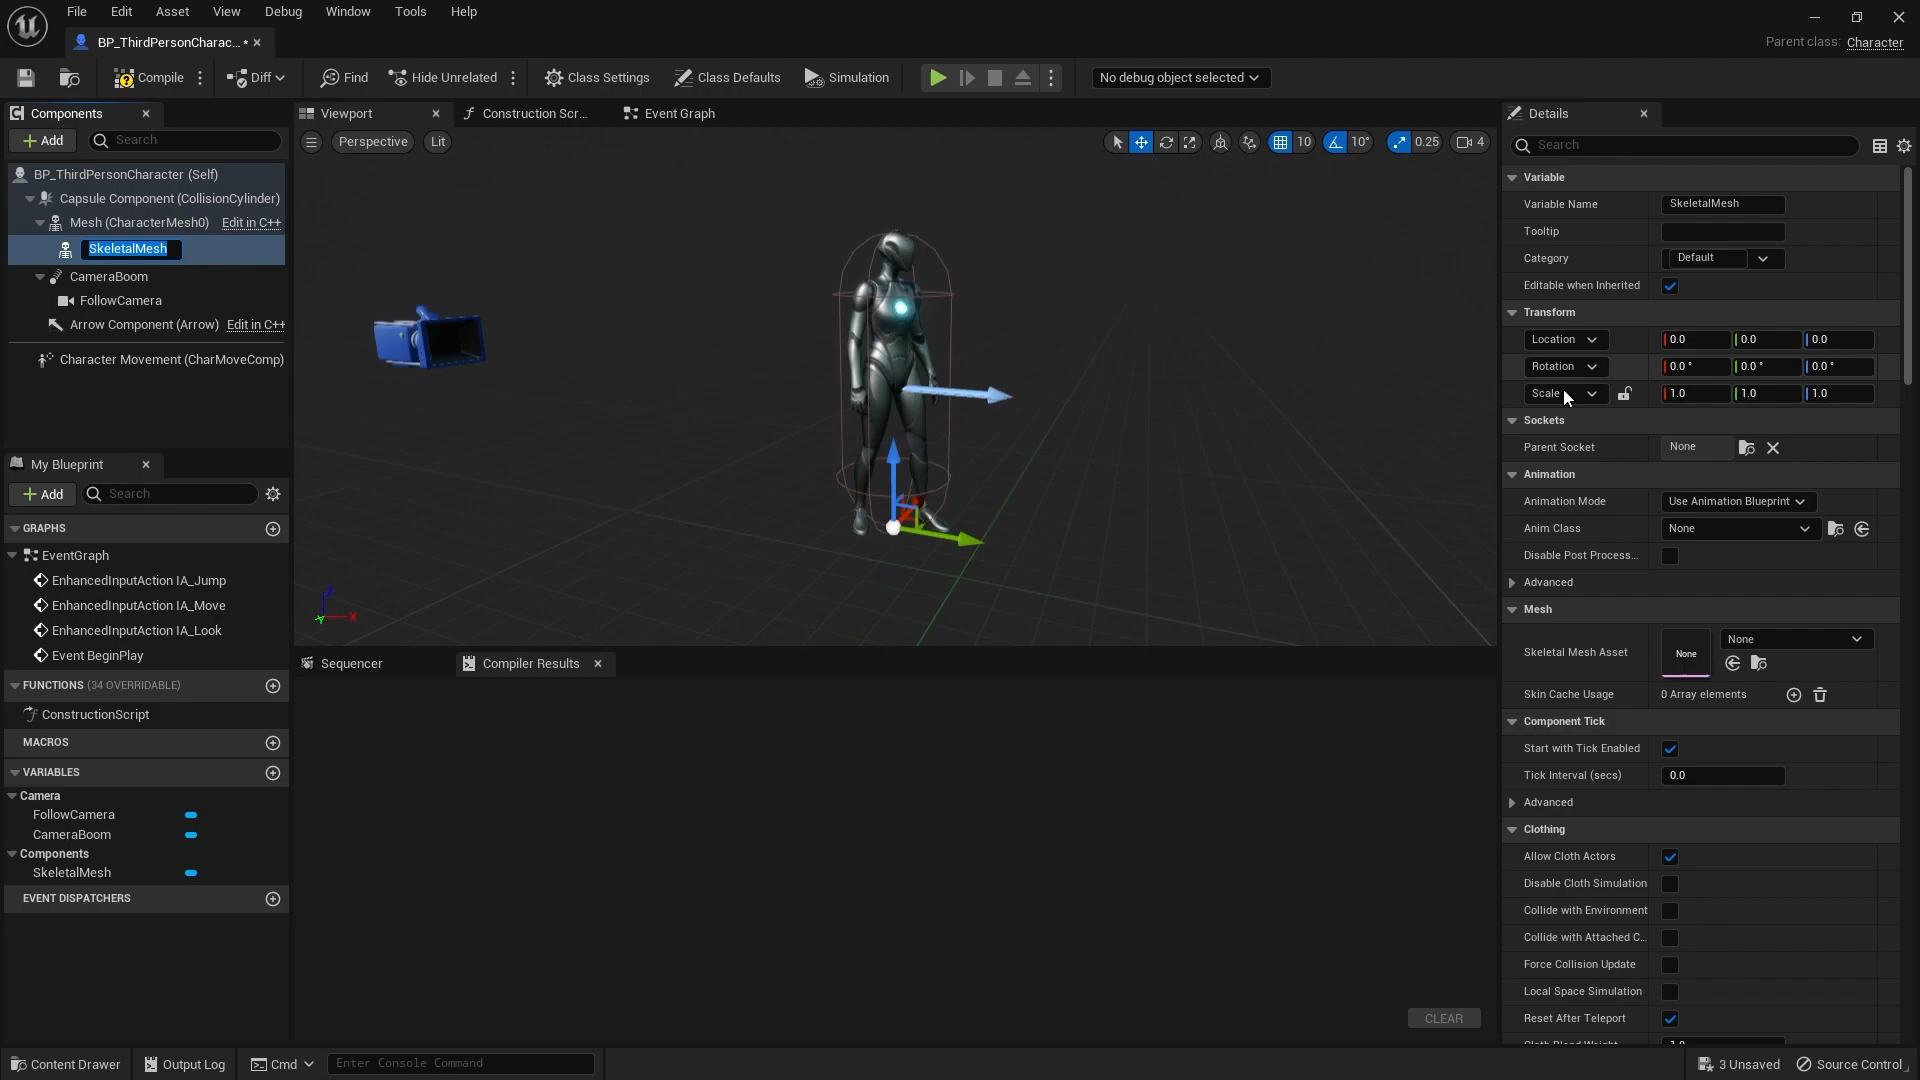 File Edit Asset View Debug Window Tools Help
BP_ThirdPersonCharac... •
Parent class: Character
Compile Diff Find Hide Unrelated Class Settings Class Defaults Simulation No debug object selected
Components
Add Search
BP_ThirdPersonCharacter (Self)
Capsule Component (CollisionCylinder)
Mesh (CharacterMesh0) Edit in C++
SkeletalMesh
CameraBoom
FollowCamera
Arrow Component (Arrow) Edit in C++
Character Movement (CharMoveComp)
My Blueprint
Add Search
GRAPHS
EventGraph
EnhancedInputAction IA_Jump
EnhancedInputAction IA_Move
EnhancedInputAction IA_Look
Event BeginPlay
FUNCTIONS (34 OVERRIDABLE)
ConstructionScript
MACROS
VARIABLES
Camera
FollowCamera
CameraBoom
Components
SkeletalMesh
EVENT DISPATCHERS
Viewport Construction Scr... Event Graph
Perspective Lit 10 10° 0.25 4
Z
X
Y
Sequencer Compiler Results
CLEAR
Details
Search
Variable
Variable Name SkeletalMesh
Tooltip
Category Default
Editable when Inherited
Transform
Location 0.0 0.0 0.0
Rotation 0.0 ° 0.0 ° 0.0 °
Scale 1.0 1.0 1.0
Sockets
Parent Socket None
Animation
Animation Mode Use Animation Blueprint
Anim Class None
Disable Post Process...
Advanced
Mesh
Skeletal Mesh Asset None None
Skin Cache Usage 0 Array elements
Component Tick
Start with Tick Enabled
Tick Interval (secs) 0.0
Advanced
Clothing
Allow Cloth Actors
Disable Cloth Simulation
Collide with Environment
Collide with Attached C...
Force Collision Update
Local Space Simulation
Reset After Teleport
Content Drawer Output Log Cmd Enter Console Command 3 Unsaved Source Control